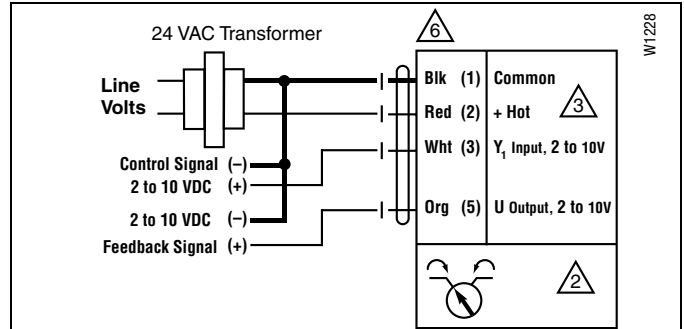 24 VAC Transformer
6
W1228
Line
Volts
Blk (1) Common
Red (2) + Hot
3
Wht (3) Y1 Input, 2 to 10V
Control Signal (–)
2 to 10 VDC (+)
Org (5) U Output, 2 to 10V
2 to 10 VDC (–)
Feedback Signal (+)
2